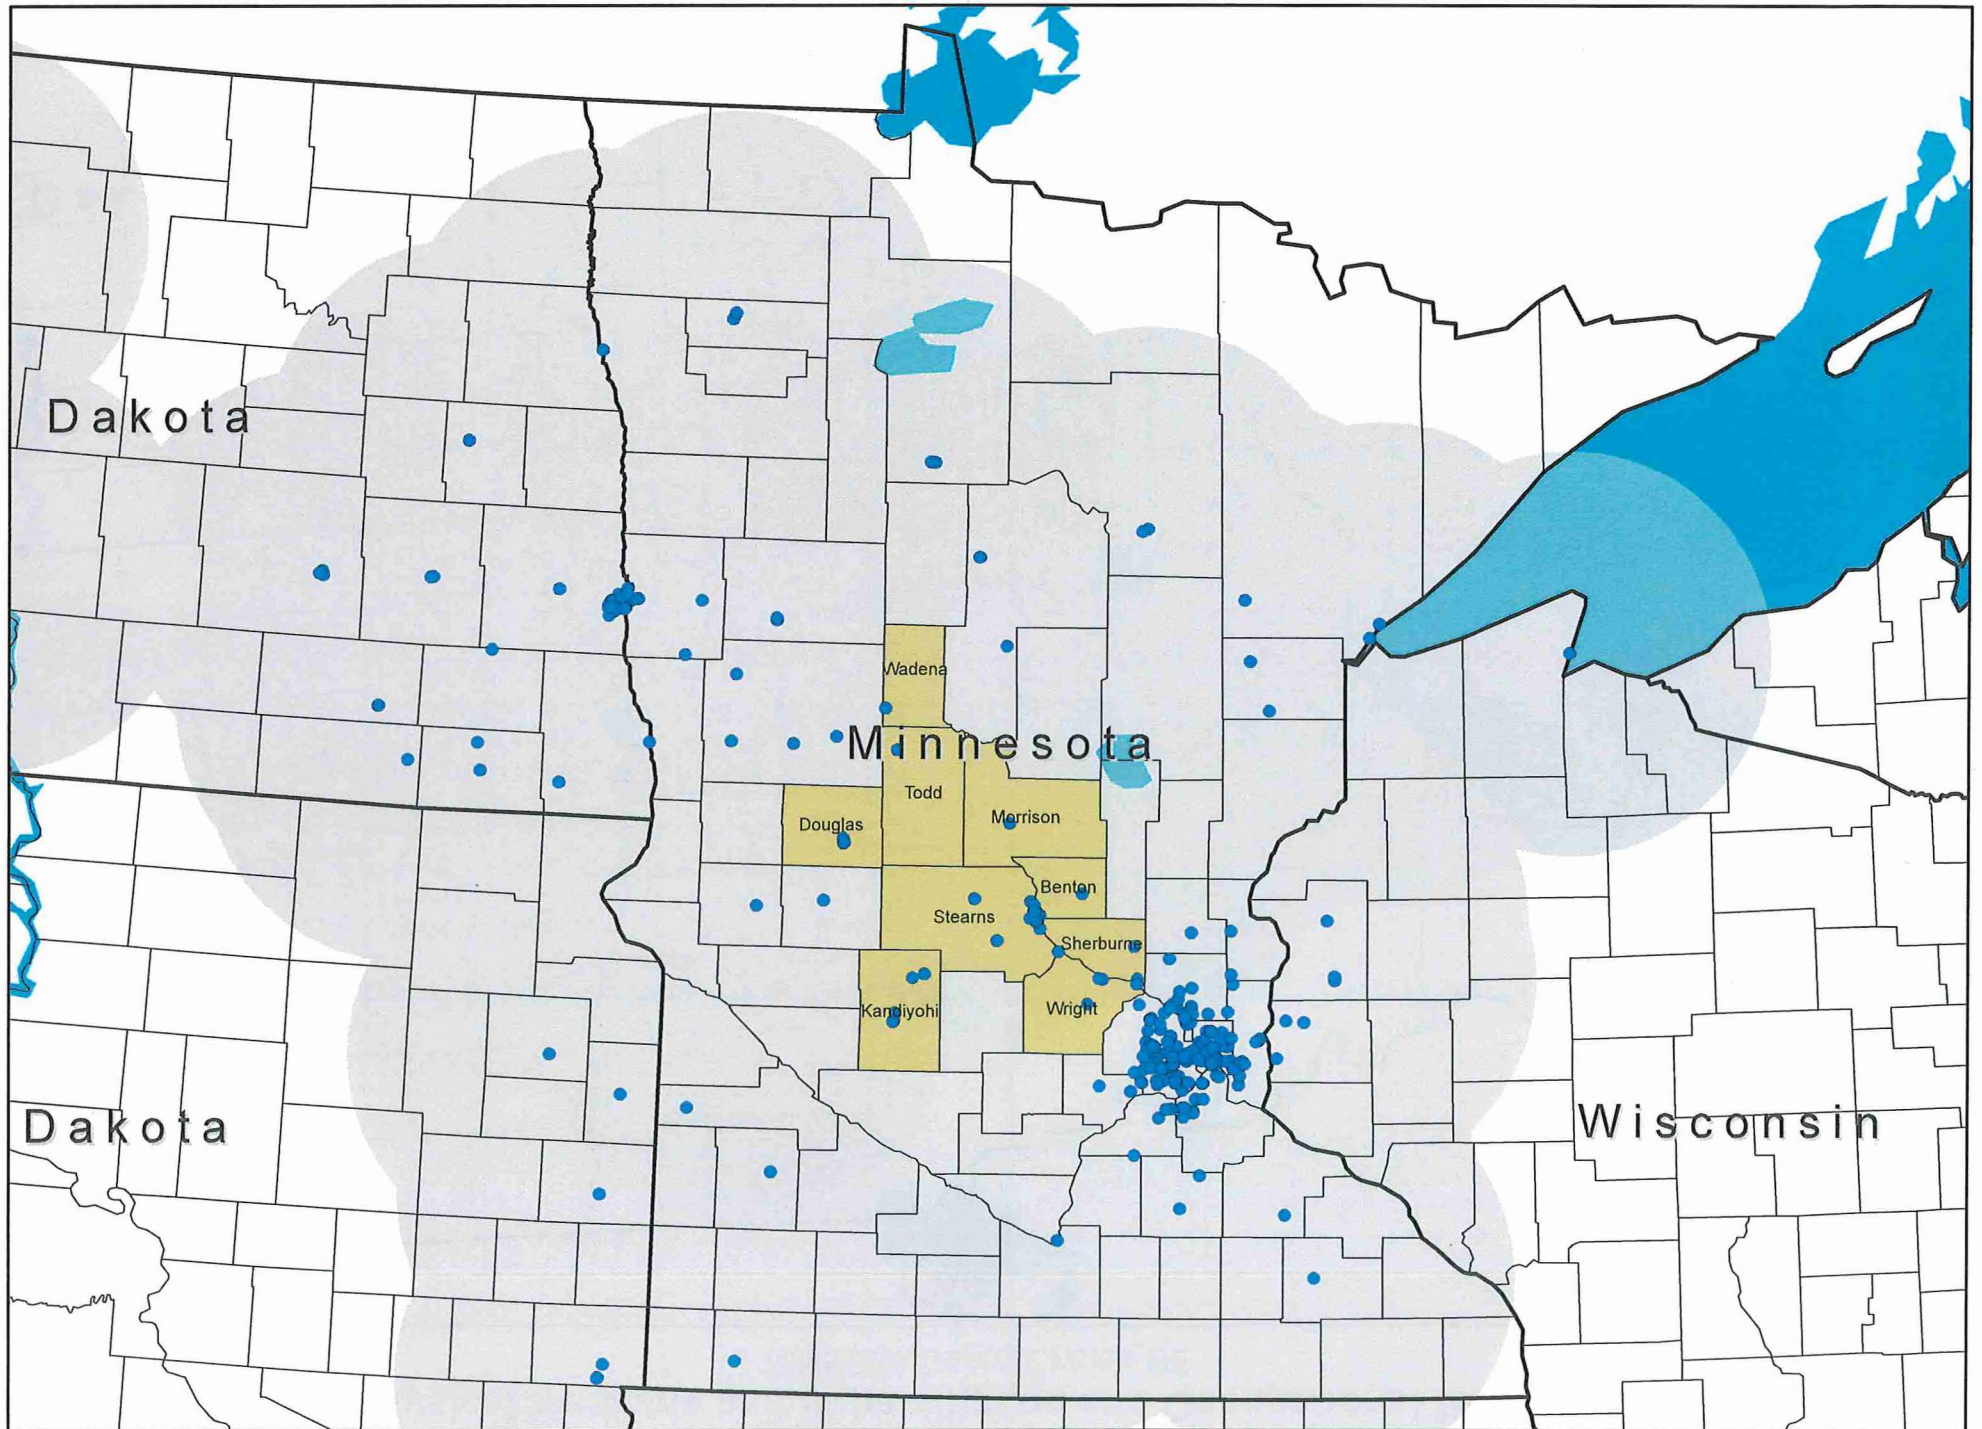 Dakota
Wadena
Minnesota
Todd
Douglas
Morrison
Benton
Stearns
Sherburne
Kandiyohi
Wright
Dakota
Wisconsin